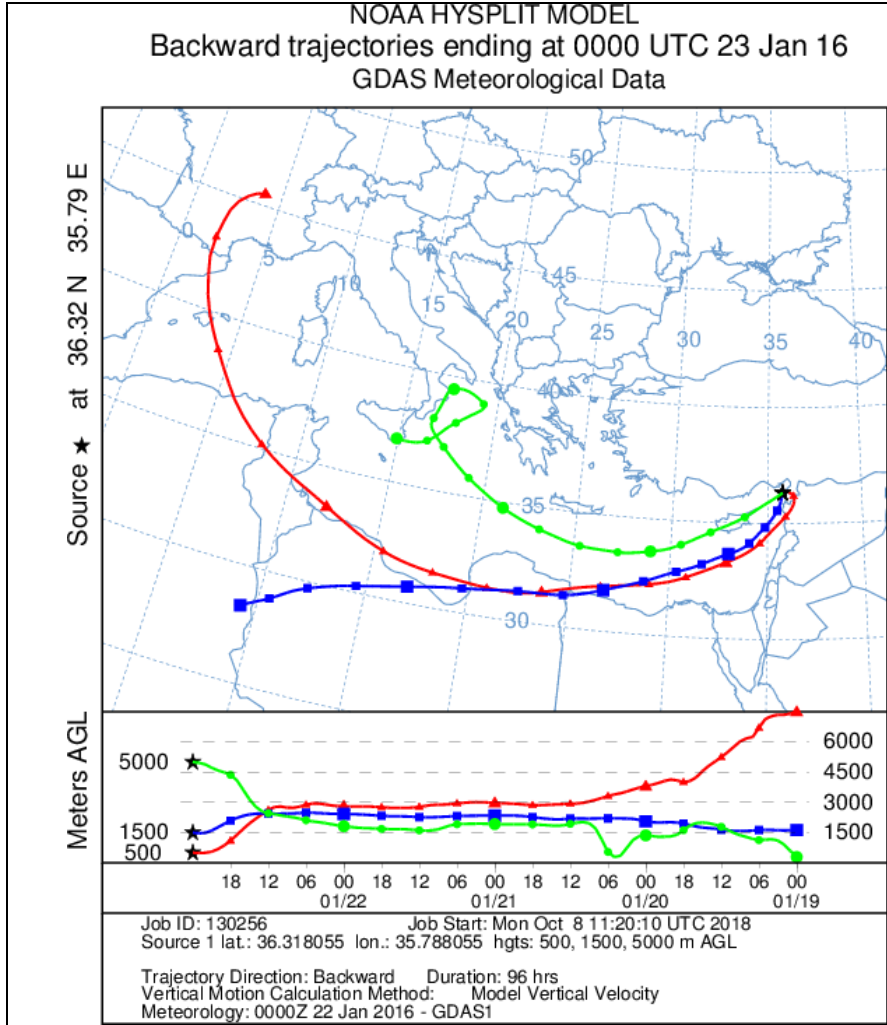 NOAA HYSPLIT MODEL
Backward trajectories ending at 0000 UTC 23 Jan 16
GDAS Meteorological Data
Source ★ at 36.32 N 35.79 E
0
5
10
15
20
25
30
35
40
50
45
40
35
30
Meters AGL
5000
1500
500
6000
4500
3000
1500
18 12 06 00 18 12 06 00 18 12 06 00 18 12 06 00
01/22 01/21 01/20 01/19
Job ID: 130256 Job Start: Mon Oct 8 11:20:10 UTC 2018
Source 1 lat.: 36.318055 lon.: 35.788055 hgts: 500, 1500, 5000 m AGL
Trajectory Direction: Backward Duration: 96 hrs
Vertical Motion Calculation Method: Model Vertical Velocity
Meteorology: 0000Z 22 Jan 2016 - GDAS1